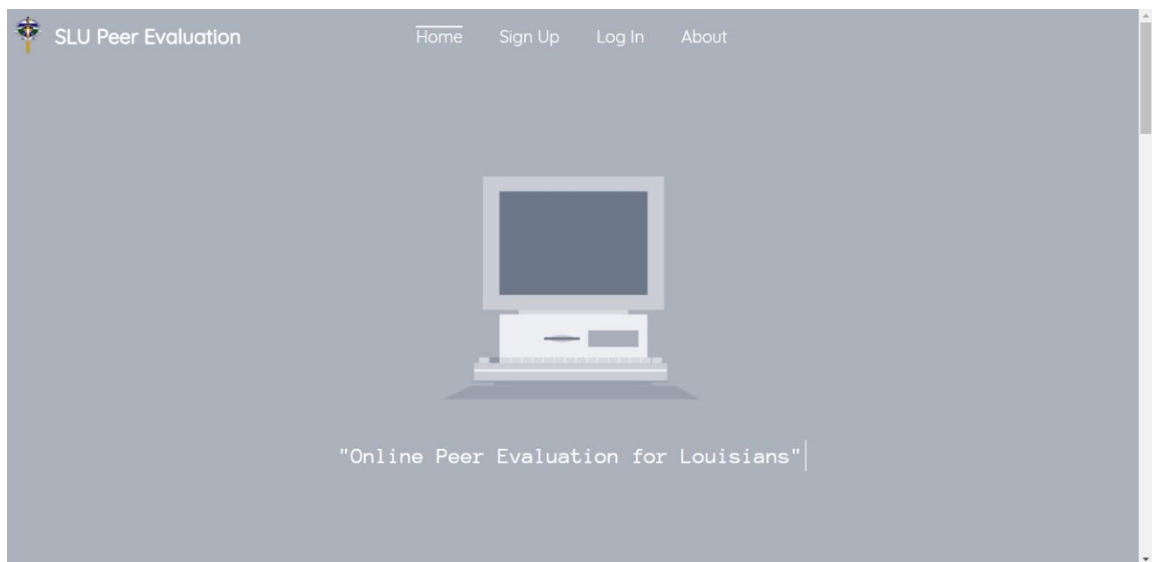 SLU Peer Evaluation Home Sign Up Log In About
"Online Peer Evaluation for Louisians"